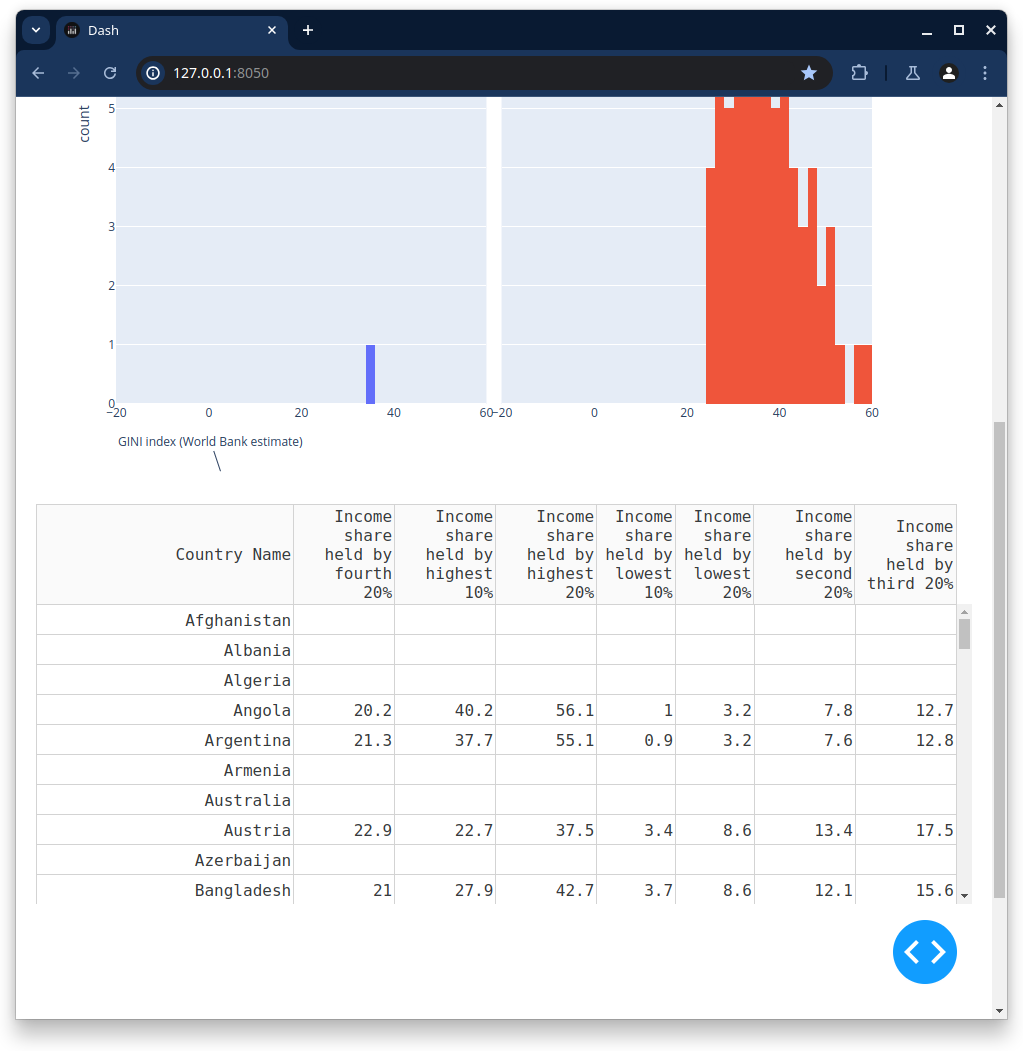 Dash
127.0.0.1:8050
count
5
4
3
2
1
0
−20 0 20 40 60 −20 0 20 40 60
GINI index (World Bank estimate)
Country Name
Income share held by fourth 20%
Income share held by highest 10%
Income share held by highest 20%
Income share held by lowest 10%
Income share held by lowest 20%
Income share held by second 20%
Income share held by third 20%
Afghanistan
Albania
Algeria
Angola 20.2 40.2 56.1 1 3.2 7.8 12.7
Argentina 21.3 37.7 55.1 0.9 3.2 7.6 12.8
Armenia
Australia
Austria 22.9 22.7 37.5 3.4 8.6 13.4 17.5
Azerbaijan
Bangladesh 21 27.9 42.7 3.7 8.6 12.1 15.6